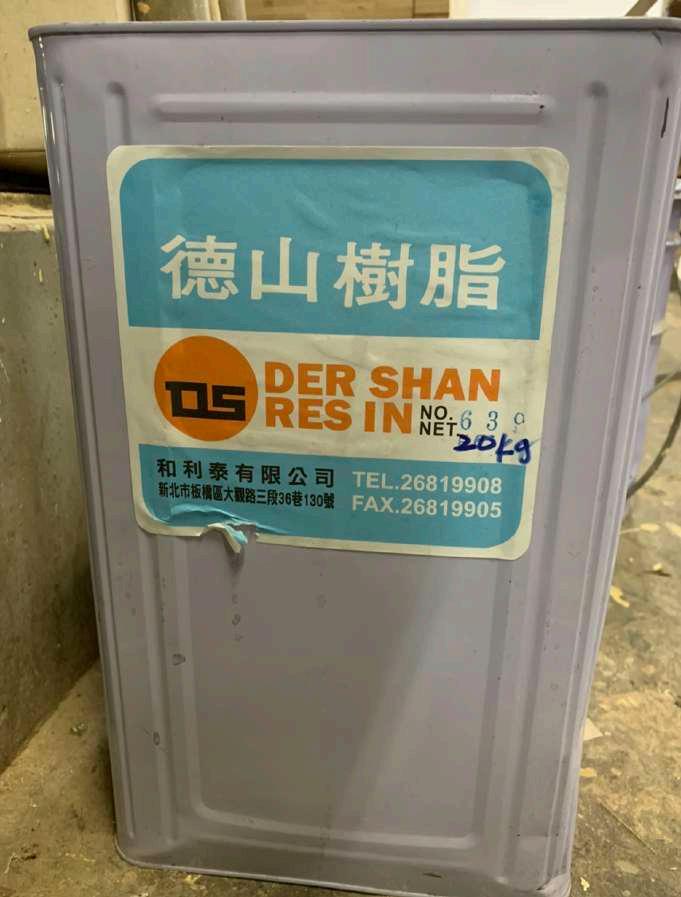 德山樹脂
DS
DER SHAN
RESIN
NO. 639
NET. 20kg
和利泰有限公司
新北市板橋區大觀路三段36巷130號
TEL.26819908
FAX.26819905